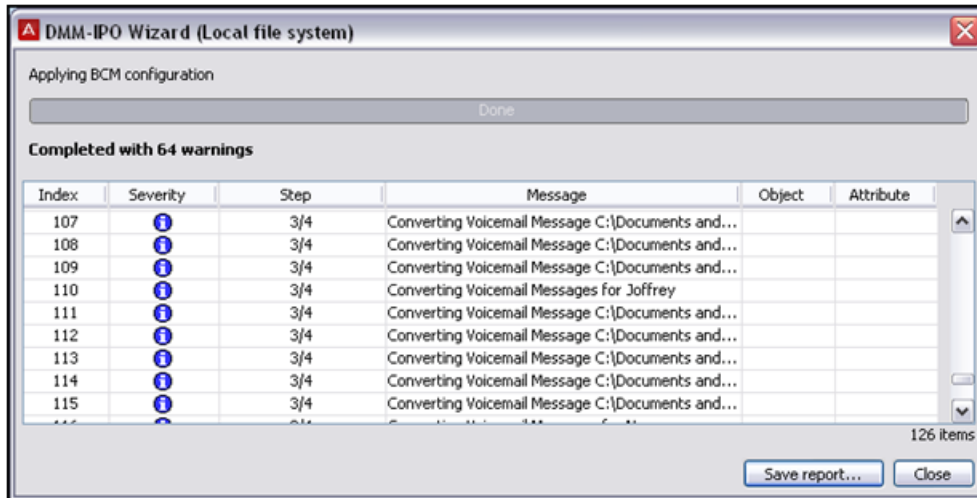 DMM-IPO Wizard (Local file system)
Applying BCM configuration
Done
Completed with 64 warnings
Index Severity Step Message Object Attribute
107 3/4 Converting Voicemail Message C:\Documents and...
108 3/4 Converting Voicemail Message C:\Documents and...
109 3/4 Converting Voicemail Message C:\Documents and...
110 3/4 Converting Voicemail Messages for Joffrey
111 3/4 Converting Voicemail Message C:\Documents and...
112 3/4 Converting Voicemail Message C:\Documents and...
113 3/4 Converting Voicemail Message C:\Documents and...
114 3/4 Converting Voicemail Message C:\Documents and...
115 3/4 Converting Voicemail Message C:\Documents and...
126 items
Save report... Close